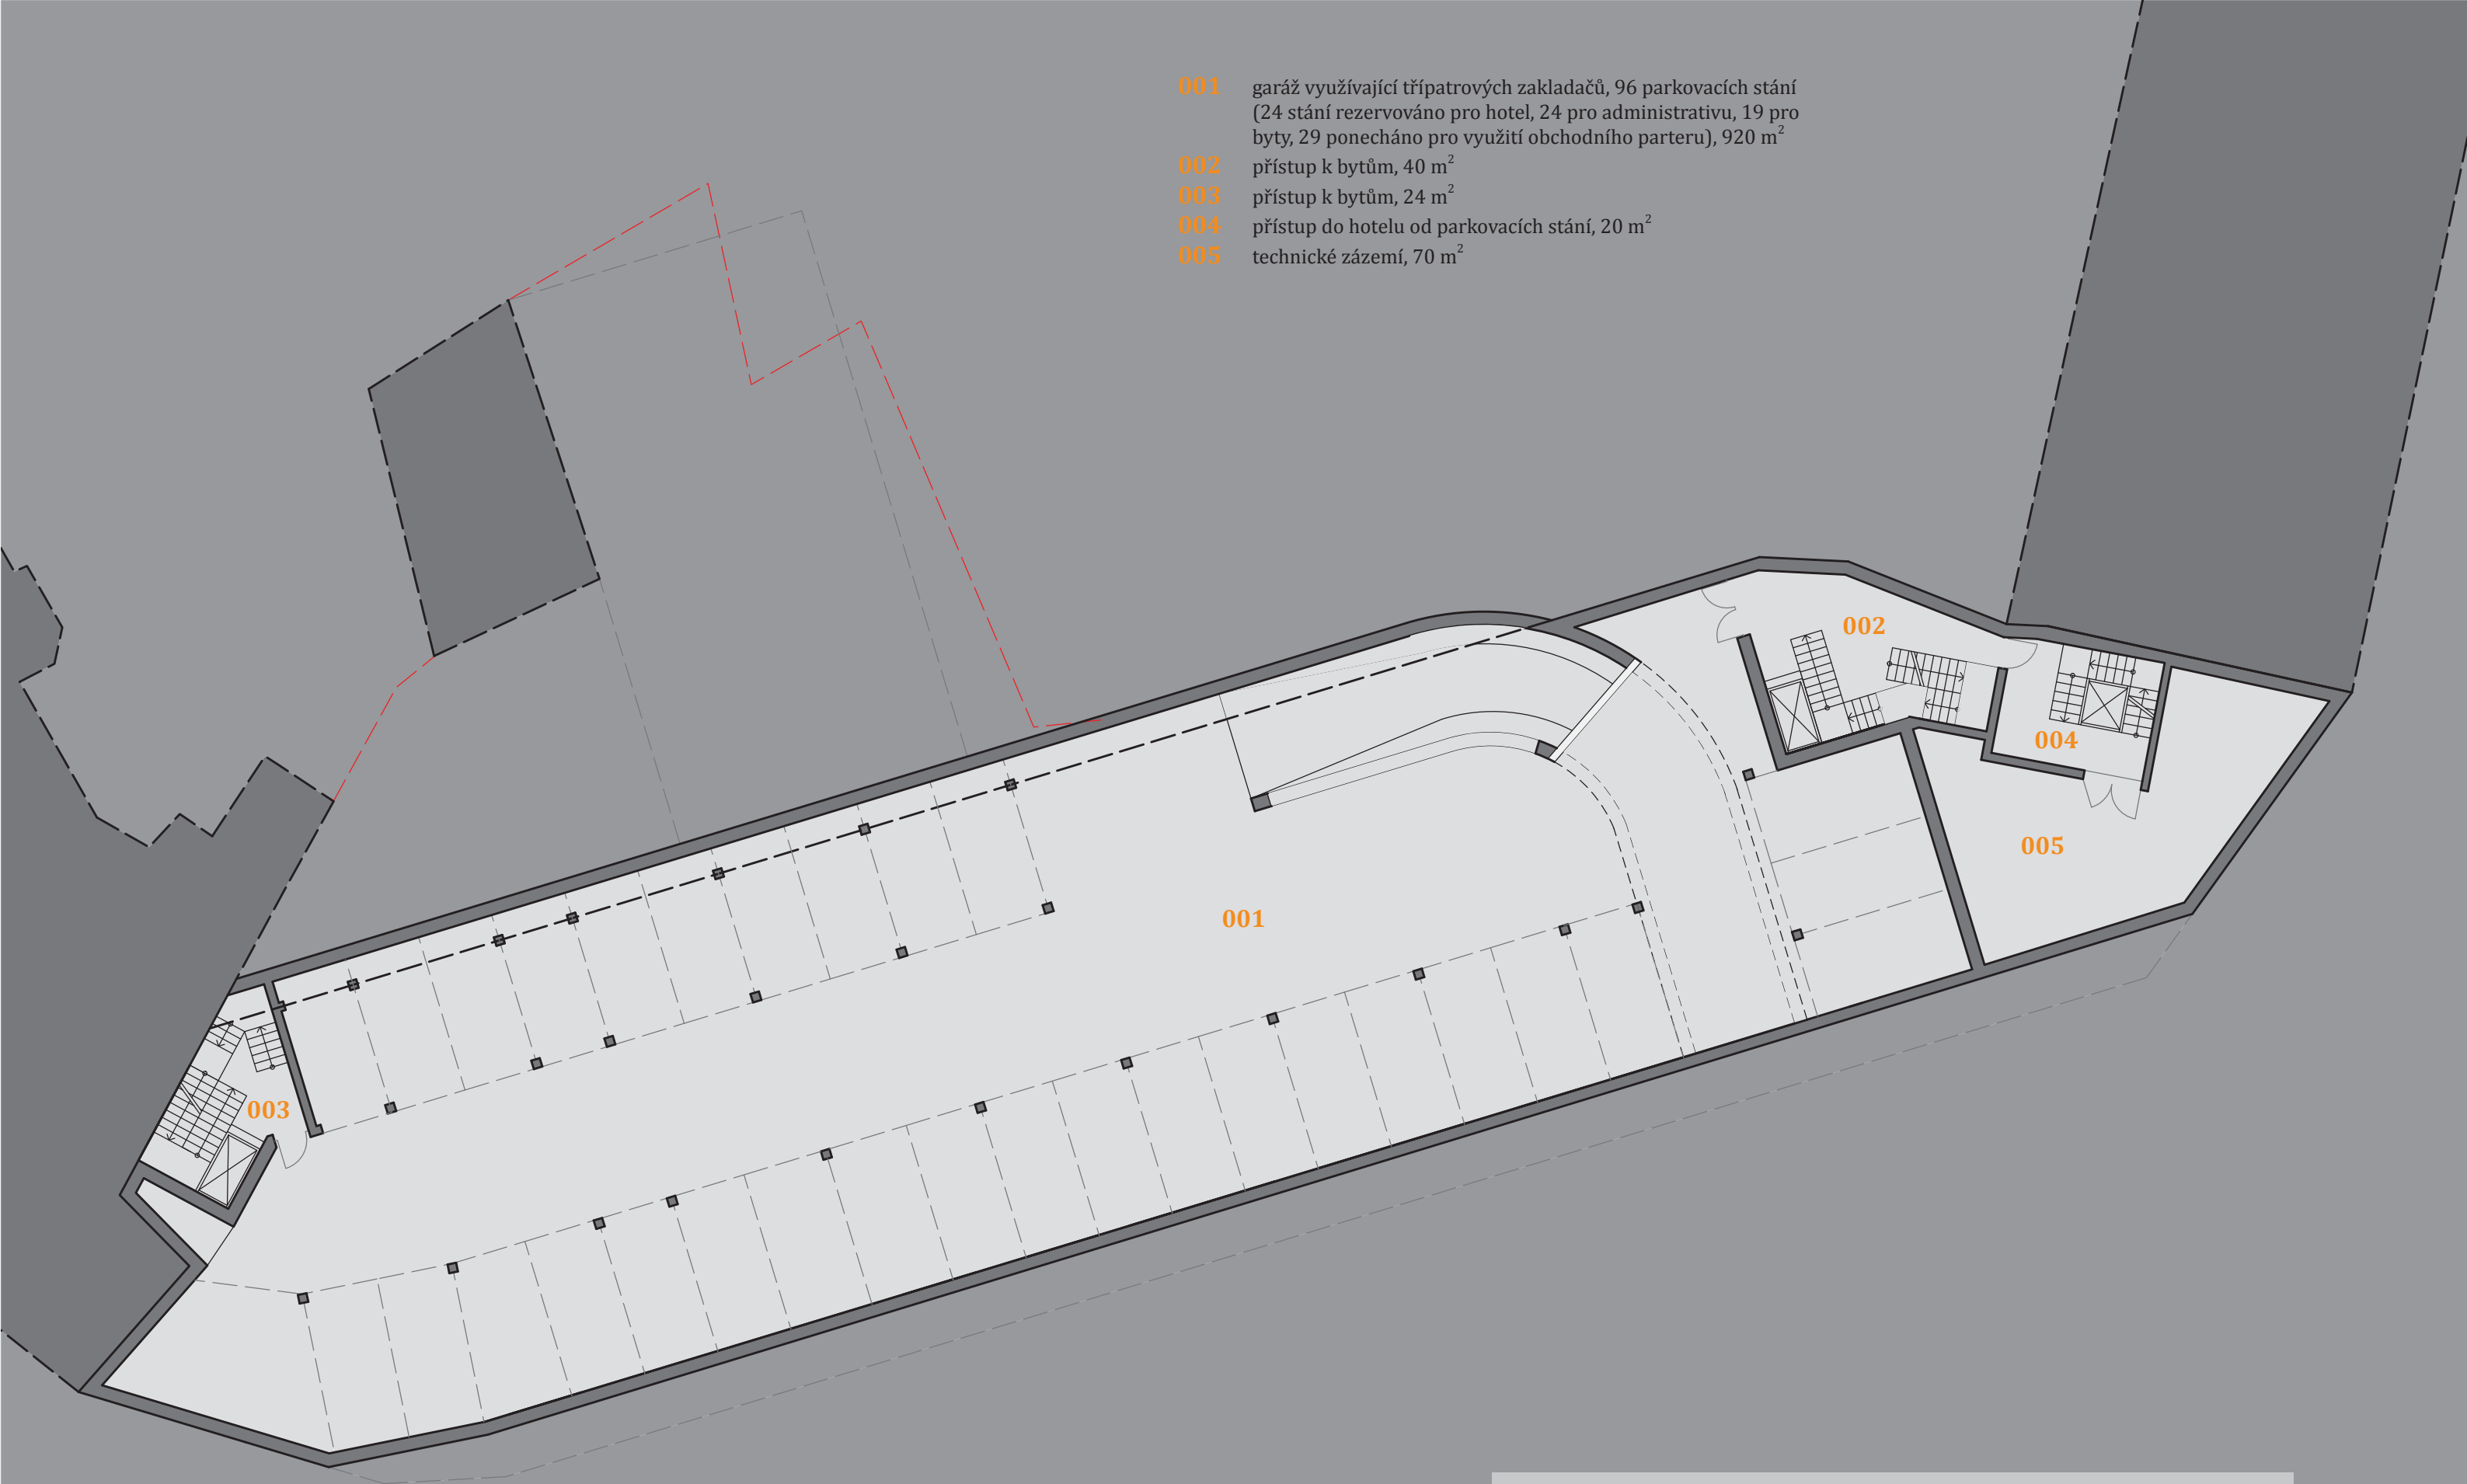 001 garáž využívající třípatrových zakladačů, 96 parkovacích stání
(24 stání rezervováno pro hotel, 24 pro administrativu, 19 pro
byty, 29 ponecháno pro využití obchodního parteru), 920 m²
002 přístup k bytům, 40 m²
003 přístup k bytům, 24 m²
004 přístup do hotelu od parkovacích stání, 20 m²
005 technické zázemí, 70 m²
002
004
005
001
003